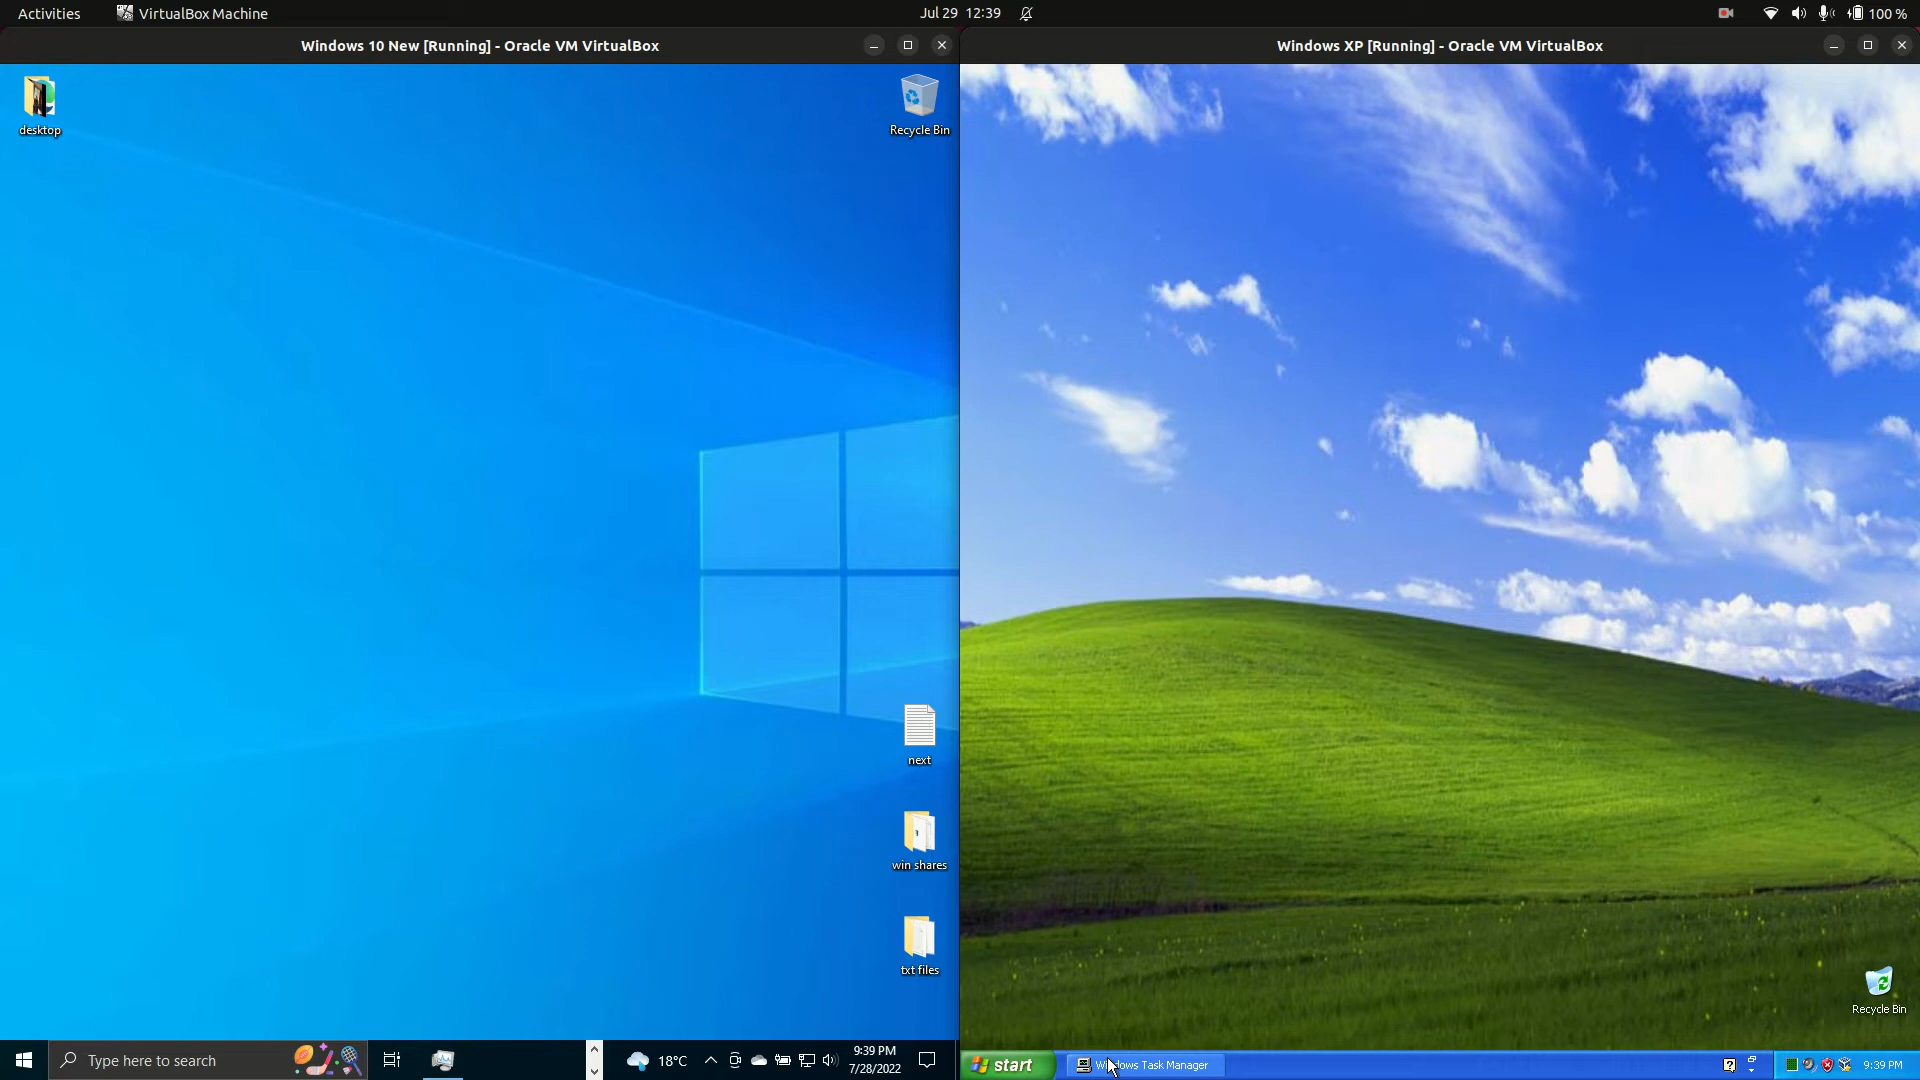 Activities
VirtualBox Machine
Jul 29 12:39
100 %
Windows 10 New [Running] - Oracle VM VirtualBox
Windows XP [Running] - Oracle VM VirtualBox
desktop
Recycle Bin
next
win shares
txt files
Recycle Bin
Type here to search
18°C
9:39 PM
7/28/2022
start
Windows Task Manager
9:39 PM